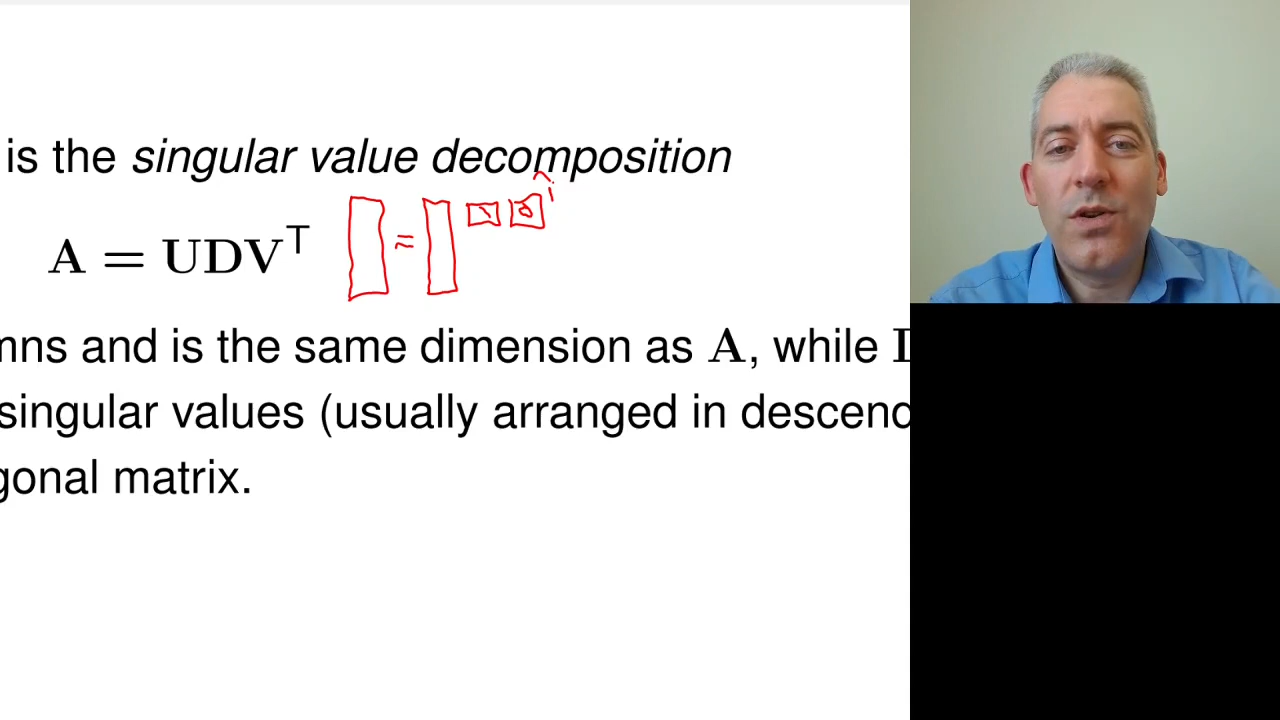 is the singular value decomposition
A = UDVᵀ
mns and is the same dimension as A, while D
singular values (usually arranged in descend
gonal matrix.